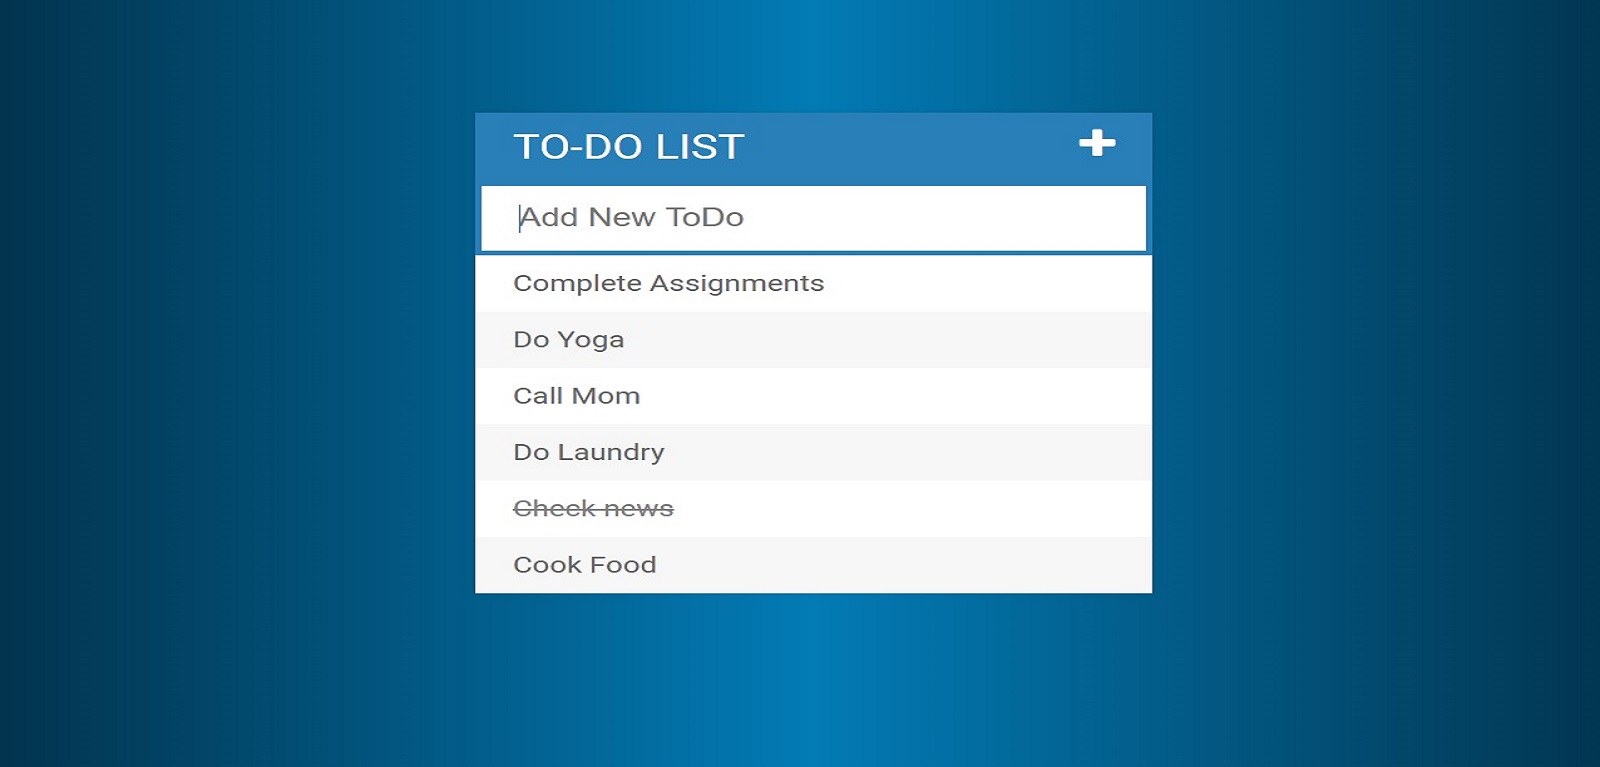 TO-DO LIST
Add New ToDo
Complete Assignments
Do Yoga
Call Mom
Do Laundry
Check news
Cook Food